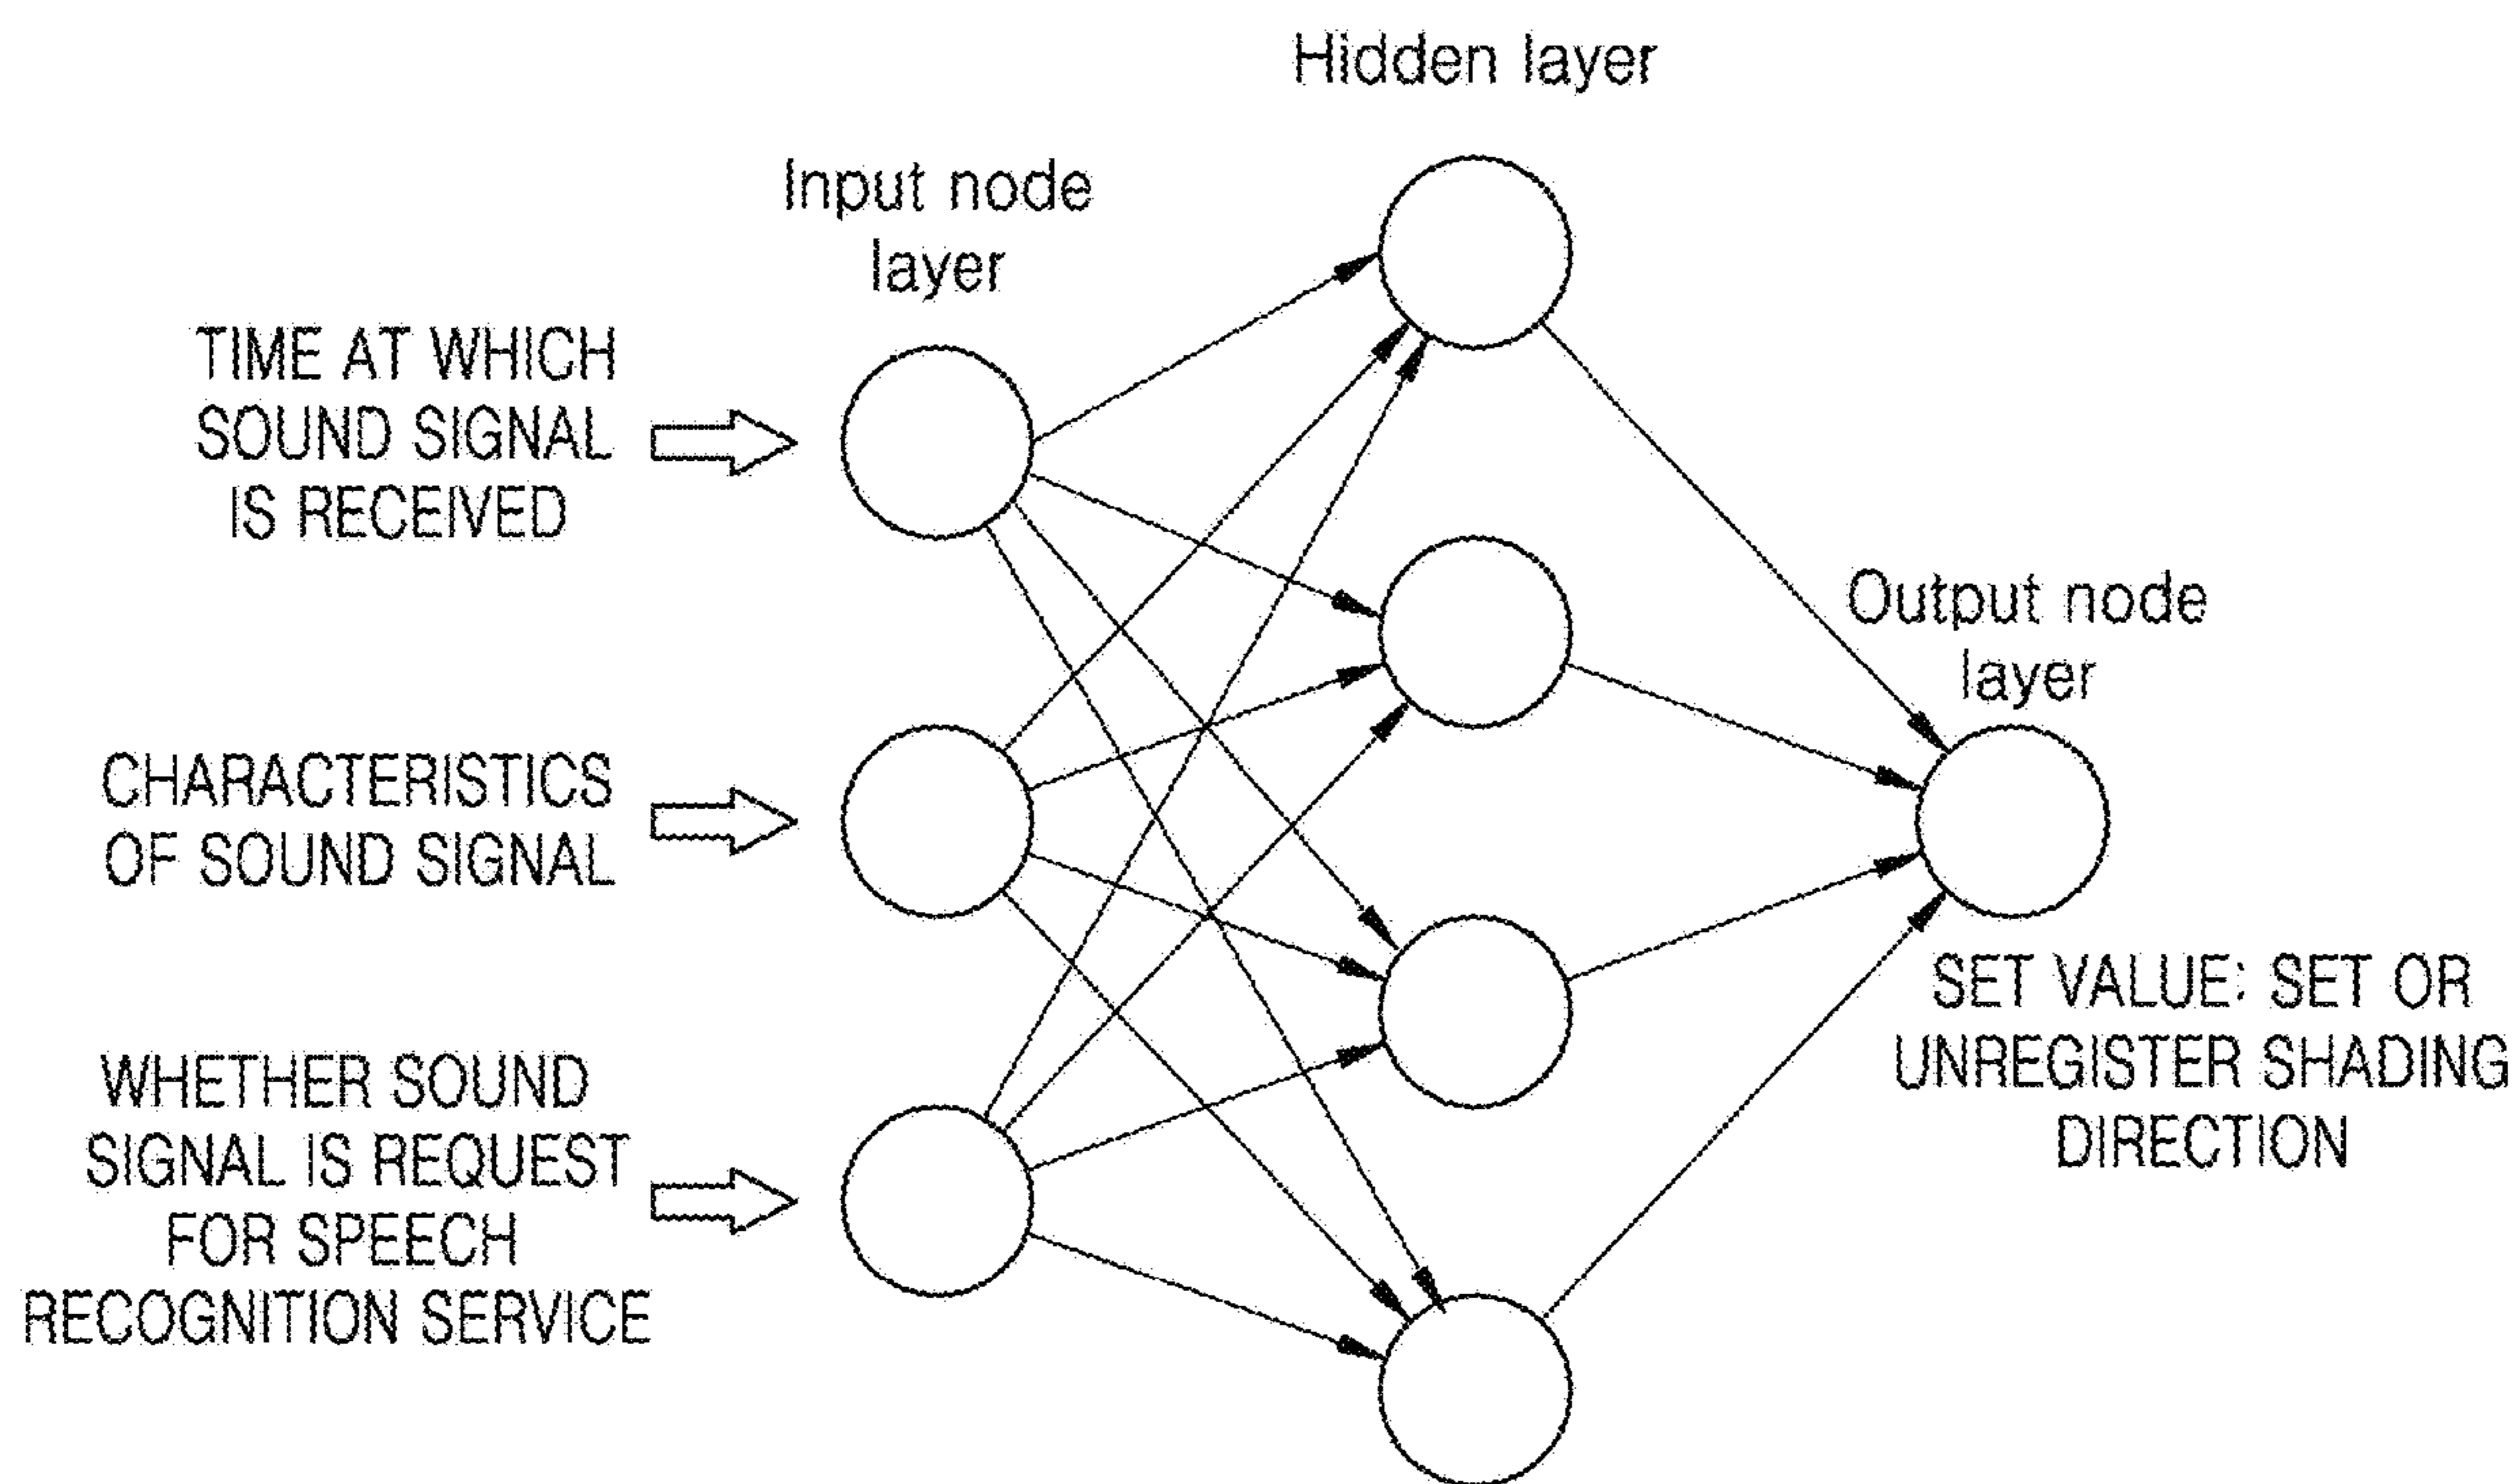 Hidden layer
Input node
layer
TIME AT WHICH
SOUND SIGNAL
IS RECEIVED
Output node
layer
CHARACTERISTICS
OF SOUND SIGNAL
SET VALUE: SET OR
UNREGISTER SHADING
DIRECTION
WHETHER SOUND
SIGNAL IS REQUEST
FOR SPEECH
RECOGNITION SERVICE